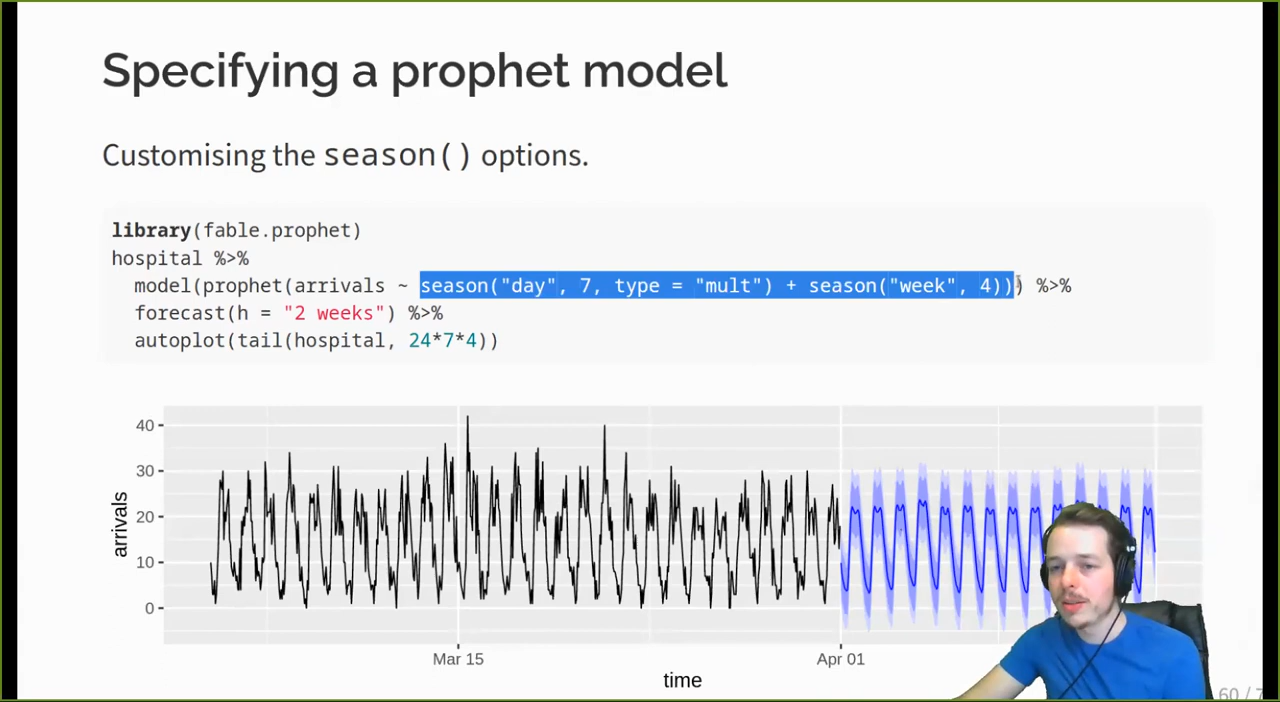 Specifying a prophet model
Customising the season() options.
library(fable.prophet)
hospital %>%
model(prophet(arrivals ~ season("day", 7, type = "mult") + season("week", 4))) %>%
forecast(h = "2 weeks") %>%
autoplot(tail(hospital, 24*7*4))
40
30
20
10
0
arrivals
Mar 15
Apr 01
time
60 /